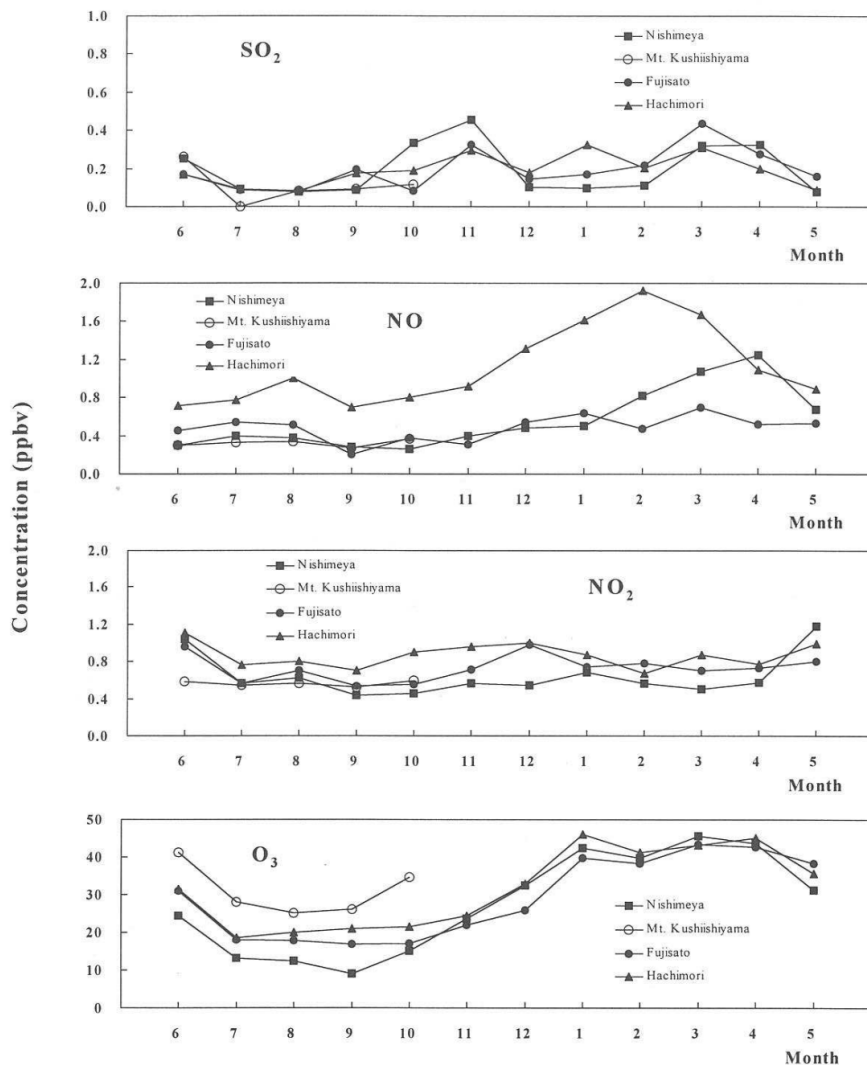 Concentration (ppbv)
SO2
Nishimeya
Mt. Kushiishiyama
Fujisato
Hachimori
1.0
0.8
0.6
0.4
0.2
0.0
6 7 8 9 10 11 12 1 2 3 4 5
Month
NO
Nishimeya
Mt. Kushiishiyama
Fujisato
Hachimori
2.0
1.6
1.2
0.8
0.4
0.0
6 7 8 9 10 11 12 1 2 3 4 5
Month
NO2
Nishimeya
Mt. Kushiishiyama
Fujisato
Hachimori
2.0
1.6
1.2
0.8
0.4
0.0
6 7 8 9 10 11 12 1 2 3 4 5
Month
O3
Nishimeya
Mt. Kushiishiyama
Fujisato
Hachimori
50
40
30
20
10
0
6 7 8 9 10 11 12 1 2 3 4 5
Month